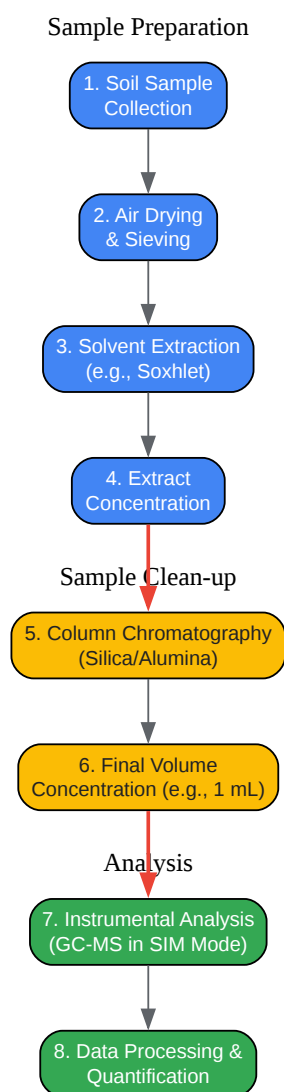 Sample Preparation
1. Soil Sample
Collection
2. Air Drying
& Sieving
3. Solvent Extraction
(e.g., Soxhlet)
4. Extract
Concentration
Sample Clean-up
5. Column Chromatography
(Silica/Alumina)
6. Final Volume
Concentration (e.g., 1 mL)
Analysis
7. Instrumental Analysis
(GC-MS in SIM Mode)
8. Data Processing &
Quantification